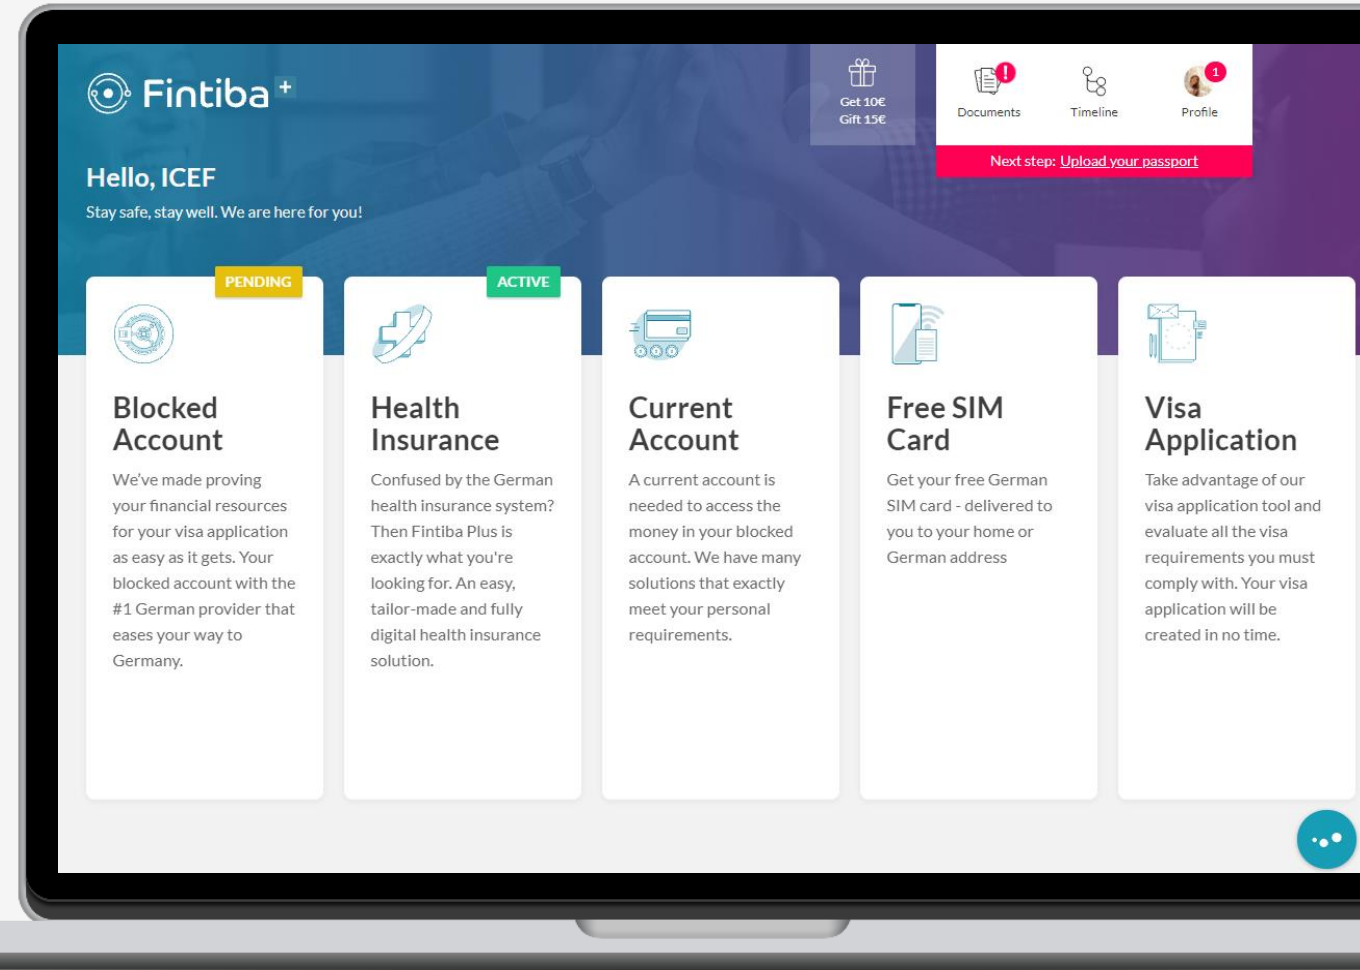 Fintiba+
Get 10€
Gift 15€
!
1
Documents
Timeline
Profile
Next step: Upload your passport
Hello, ICEF
Stay safe, stay well. We are here for you!
PENDING
Blocked
Account
We've made proving
your financial resources
for your visa application
as easy as it gets. Your
blocked account with the
#1 German provider that
eases your way to
Germany.
ACTIVE
Health
Insurance
Confused by the German
health insurance system?
Then Fintiba Plus is
exactly what you're
looking for. An easy,
tailor-made and fully
digital health insurance
solution.
Current
Account
A current account is
needed to access the
money in your blocked
account. We have many
solutions that exactly
meet your personal
requirements.
Free SIM
Card
Get your free German
SIM card - delivered to
you to your home or
German address
Visa
Application
Take advantage of our
visa application tool and
evaluate all the visa
requirements you must
comply with. Your visa
application will be
created in no time.